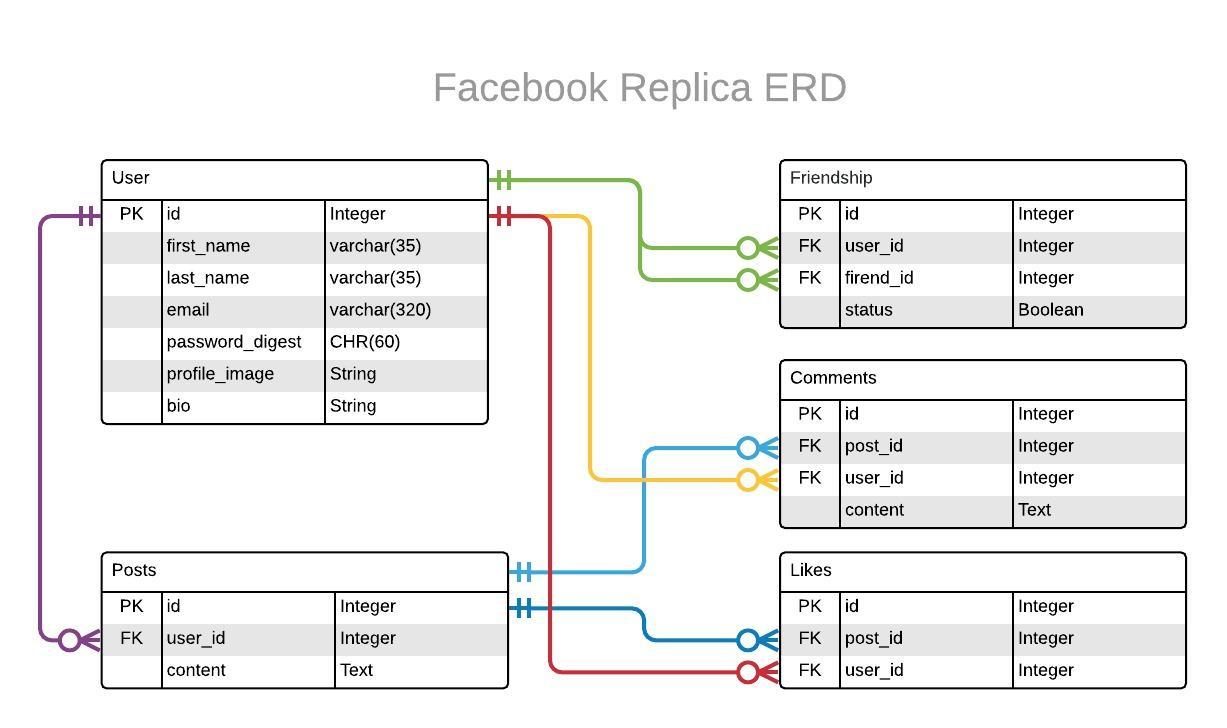 Facebook Replica ERD
User
PK id Integer
first_name varchar(35)
last_name varchar(35)
email varchar(320)
password_digest CHR(60)
profile_image String
bio String
Friendship
PK id Integer
FK user_id Integer
FK firend_id Integer
status Boolean
Comments
PK id Integer
FK post_id Integer
FK user_id Integer
content Text
Posts
PK id Integer
FK user_id Integer
content Text
Likes
PK id Integer
FK post_id Integer
FK user_id Integer